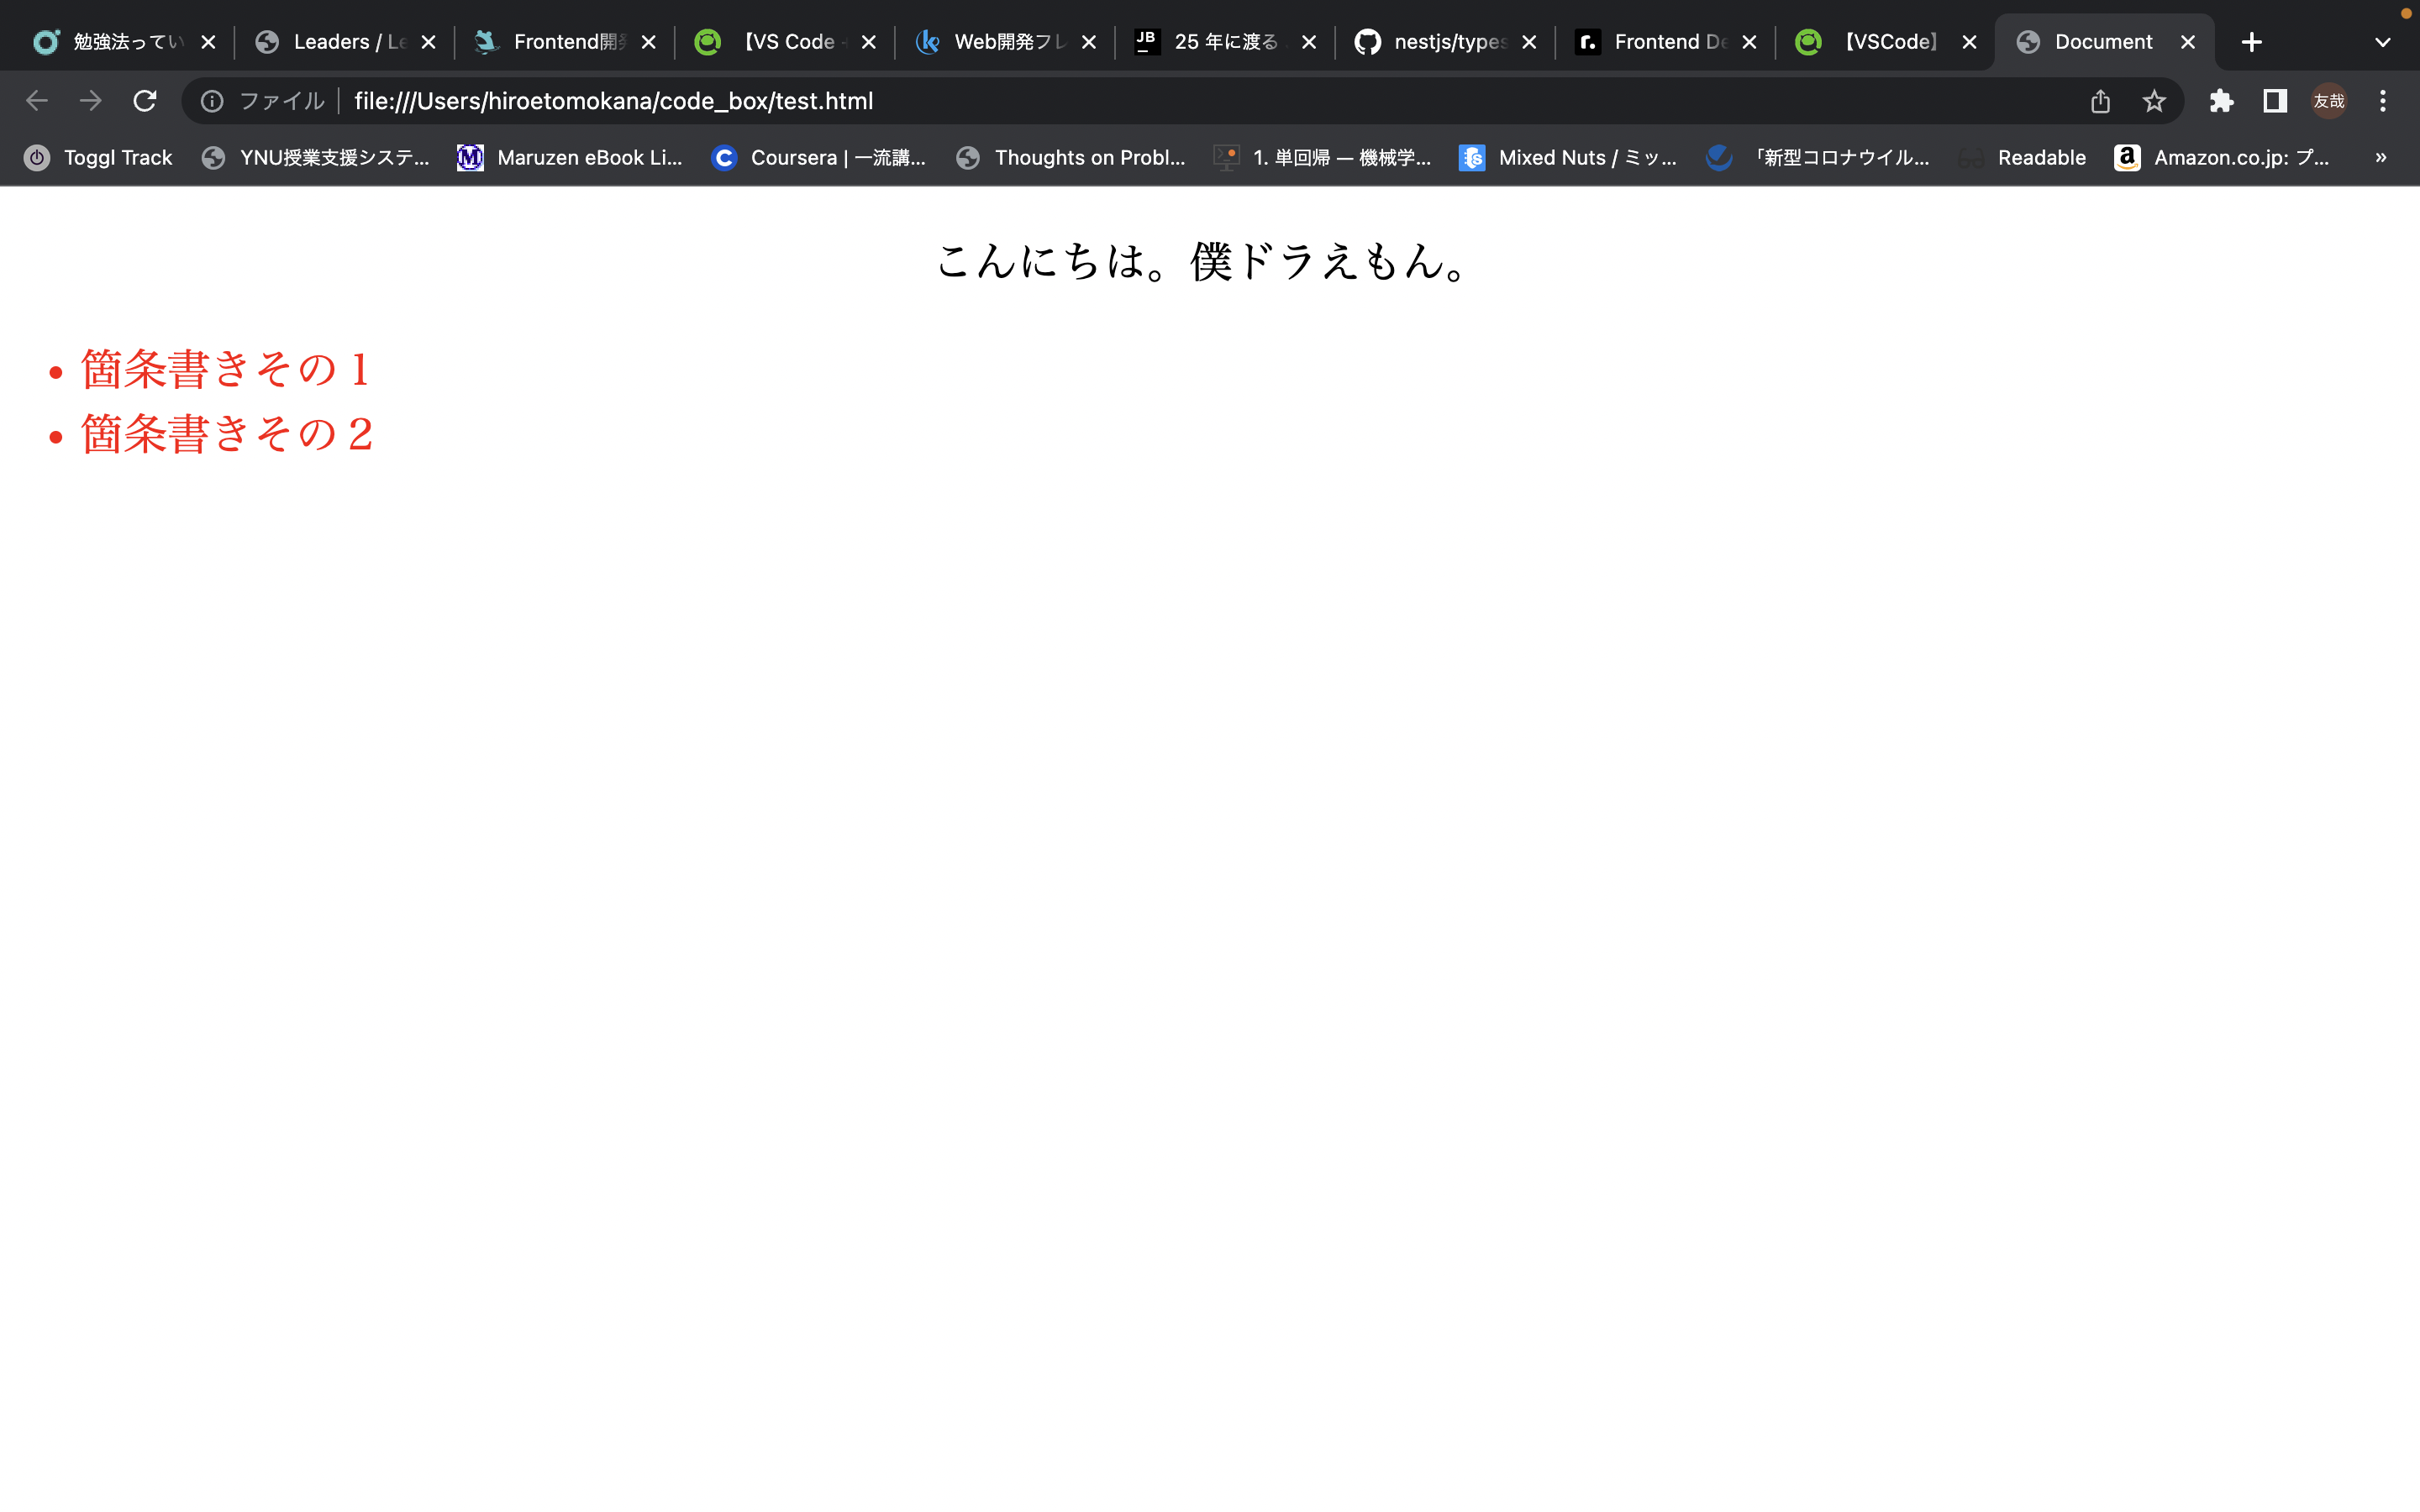 勉強法ってい
Leaders / Le
Frontend開発
【VS Code
Web開発フレ
JB
25 年に渡る
nestjs/types
r.
Frontend De
【VSCode】
Document
ファイル
file:///Users/hiroetomokana/code_box/test.html
友哉
Toggl Track
YNU授業支援システ...
M
Maruzen eBook Li...
C
Coursera | 一流講...
Thoughts on Probl...
1. 単回帰 — 機械学...
Mixed Nuts / ミッ...
「新型コロナウイル...
Readable
a
Amazon.co.jp: プ...
»
こんにちは。僕ドラえもん。
• 箇条書きその１
• 箇条書きその２